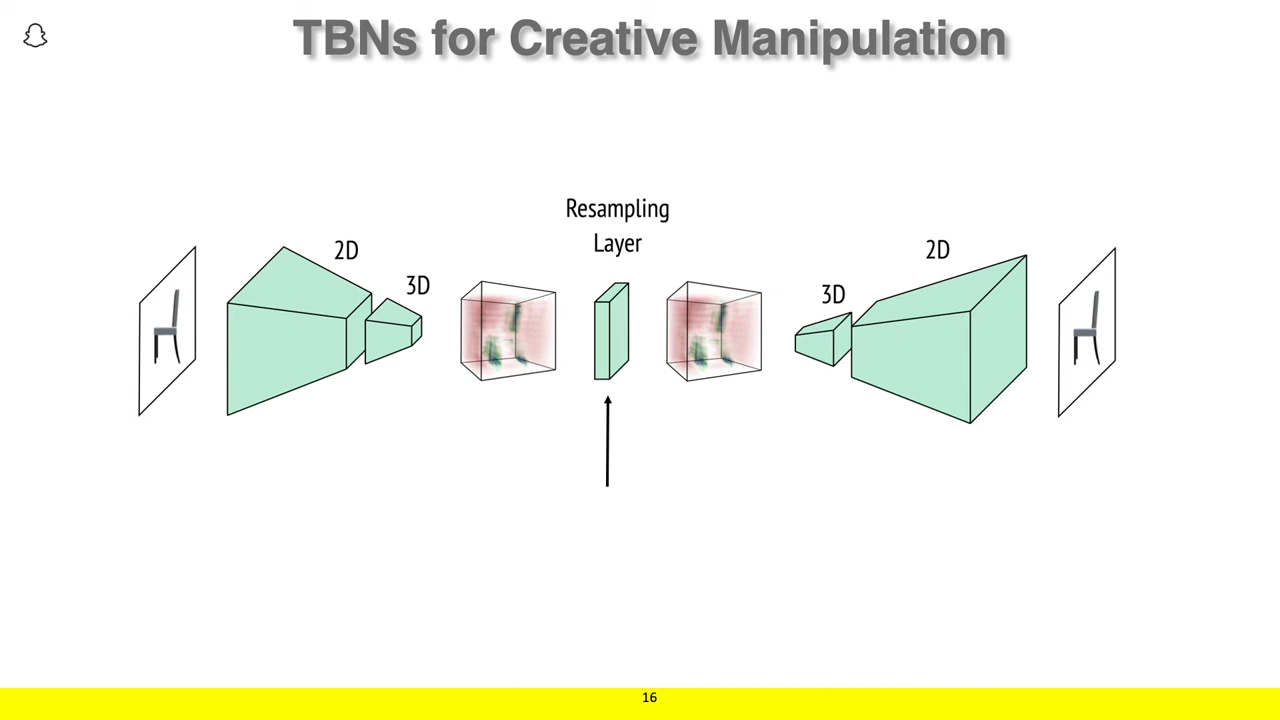 TBNs for Creative Manipulation
Resampling
Layer
2D
3D
3D
2D
16